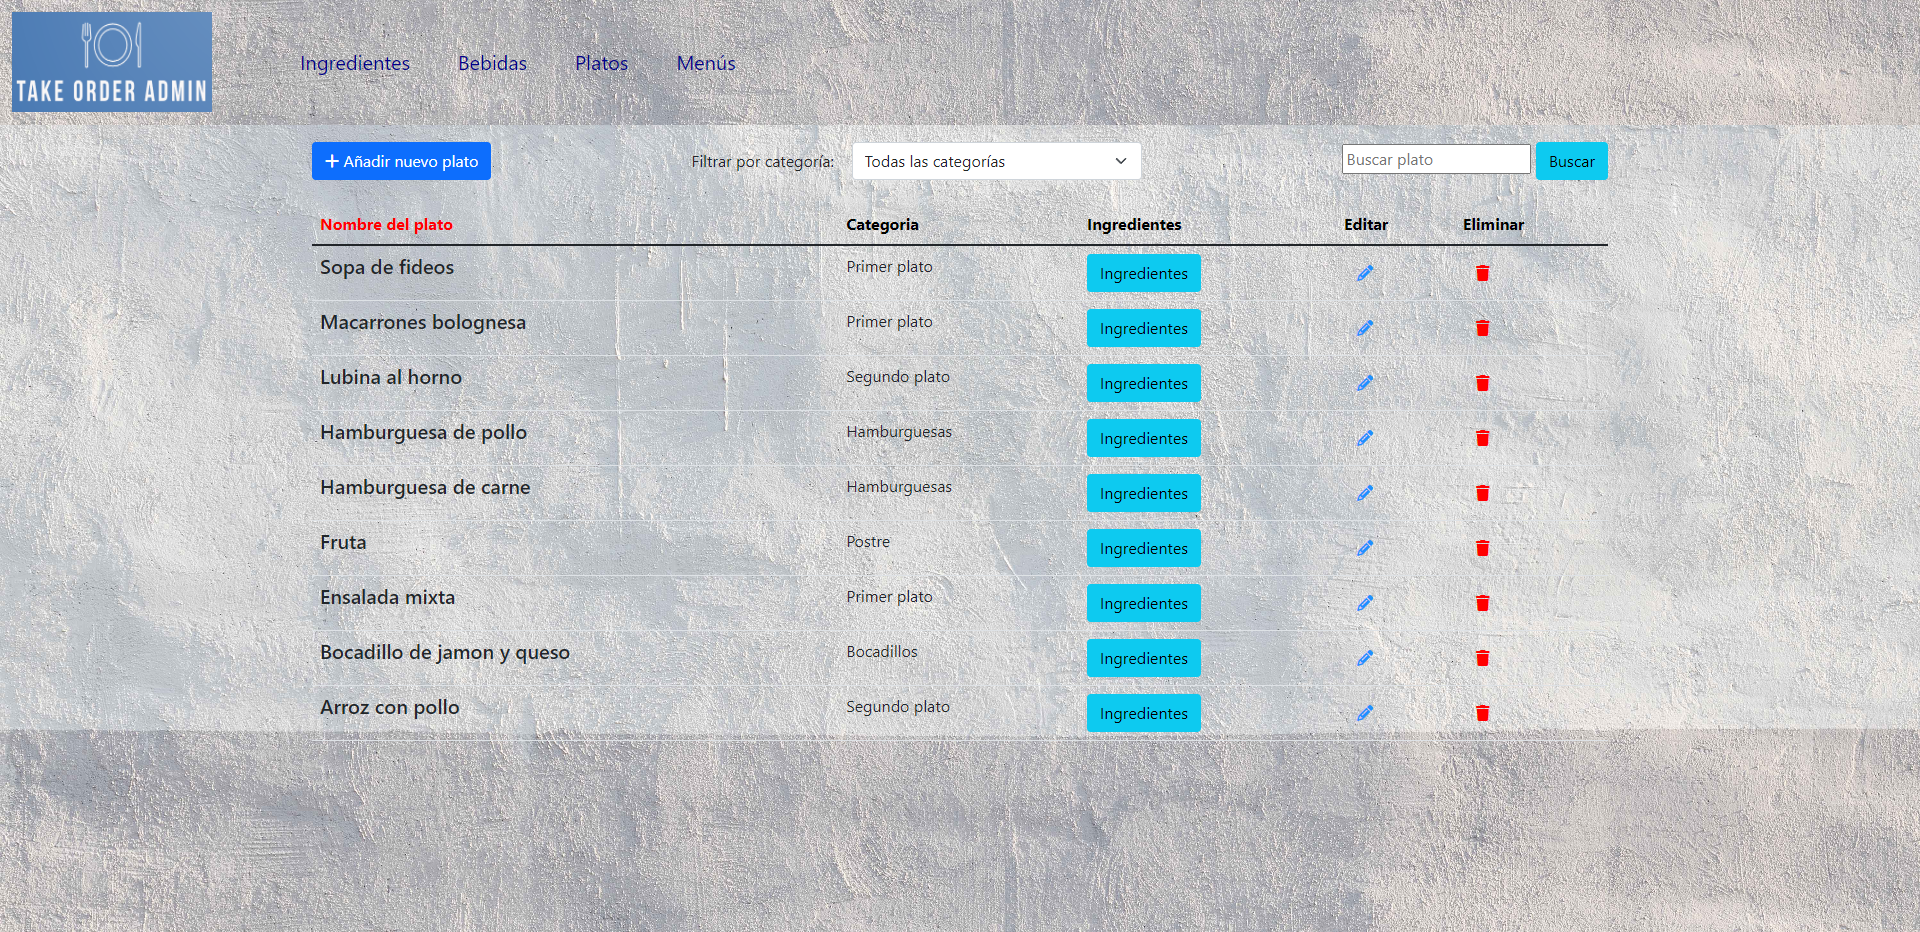 TAKE ORDER ADMIN
Ingredientes Bebidas Platos Menús
Añadir nuevo plato Filtrar por categoría: Todas las categorías Buscar plato Buscar
Nombre del plato Categoria Ingredientes Editar Eliminar
Sopa de fideos Primer plato Ingredientes
Macarrones bolognesa Primer plato Ingredientes
Lubina al horno Segundo plato Ingredientes
Hamburguesa de pollo Hamburguesas Ingredientes
Hamburguesa de carne Hamburguesas Ingredientes
Fruta Postre Ingredientes
Ensalada mixta Primer plato Ingredientes
Bocadillo de jamon y queso Bocadillos Ingredientes
Arroz con pollo Segundo plato Ingredientes